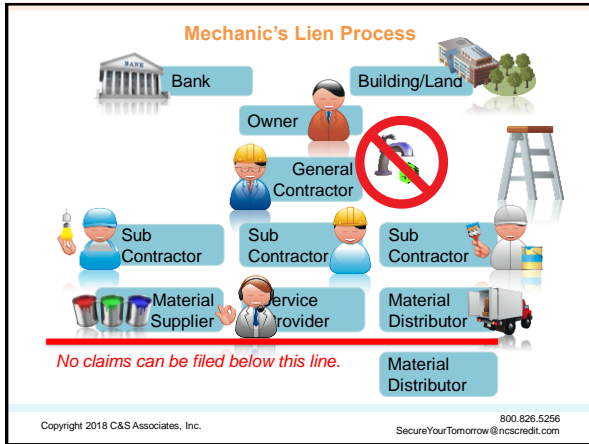 Mechanic's Lien Process
BANK
Bank
Building/Land
Owner
General
Contractor
Sub
Contractor
Sub
Contractor
Sub
Contractor
Material
Supplier
Service
Provider
Material
Distributor
No claims can be filed below this line.
Material
Distributor
Copyright 2018 C&S Associates, Inc.
800.826.5256
SecureYourTomorrow@ncscredit.com